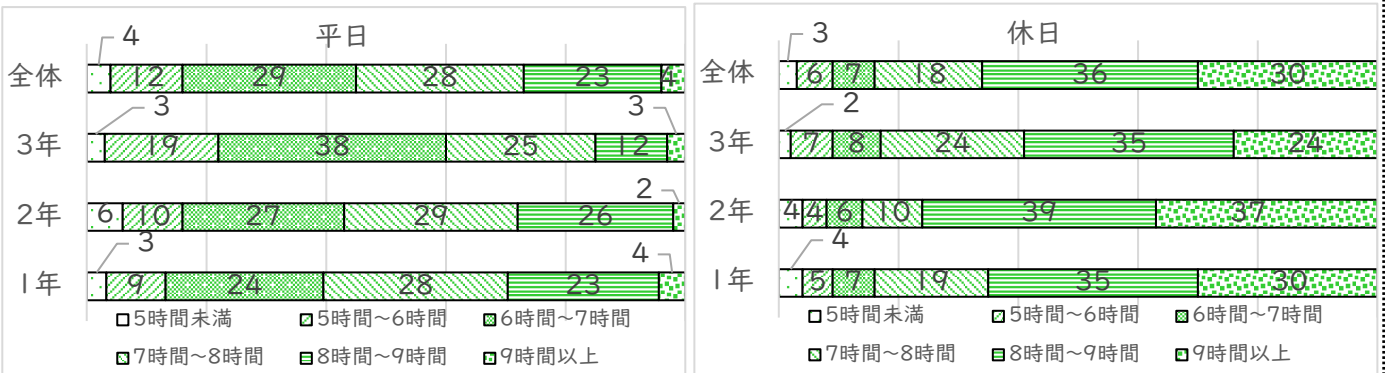 平日
4
全体 12 29 28 23 4
3 3
3年 19 38 25 12
2
2年 6 10 27 29 26
3 4
1年 9 24 28 23
□5時間未満 5時間～6時間 6時間～7時間
7時間～8時間 8時間～9時間 9時間以上
休日
3
全体 6 7 18 36 30
2
3年 7 8 24 35 24
2年 4 4 6 10 39 37
4
1年 5 7 19 35 30
□5時間未満 5時間～6時間 6時間～7時間
7時間～8時間 8時間～9時間 9時間以上